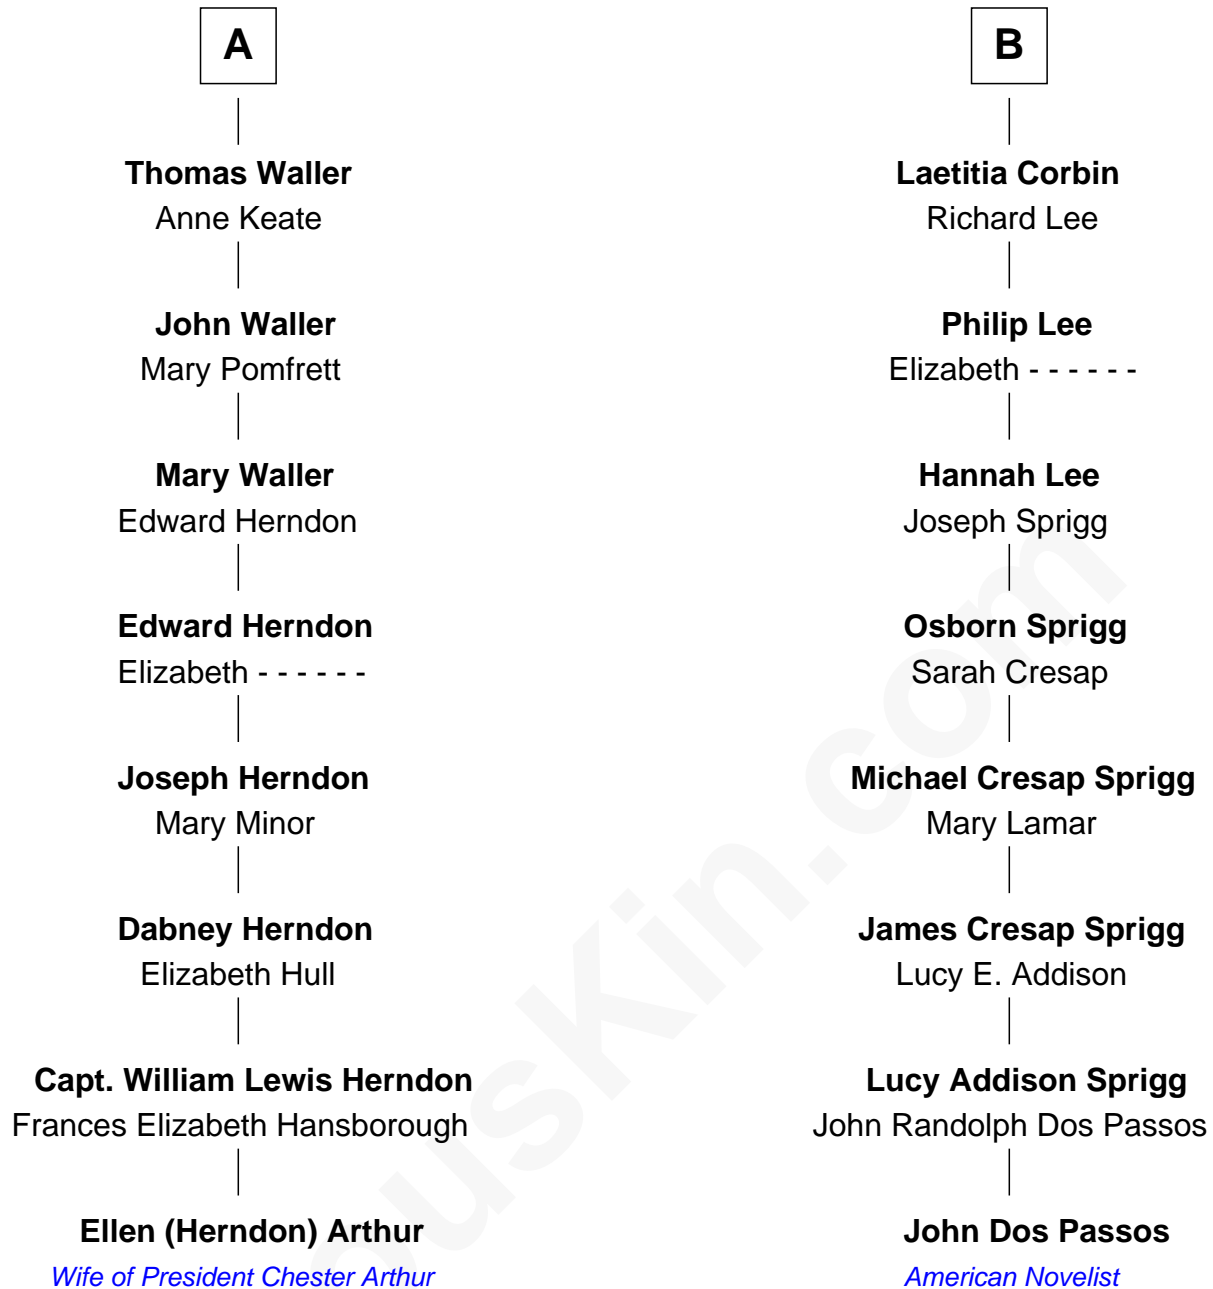 A
Thomas Waller
Anne Keate
John Waller
Mary Pomfrett
Mary Waller
Edward Herndon
Edward Herndon
Elizabeth - - - - - -
Joseph Herndon
Mary Minor
Dabney Herndon
Elizabeth Hull
Capt. William Lewis Herndon
Frances Elizabeth Hansborough
Ellen (Herndon) Arthur
Wife of President Chester Arthur
B
Laetitia Corbin
Richard Lee
Philip Lee
Elizabeth - - - - - -
Hannah Lee
Joseph Sprigg
Osborn Sprigg
Sarah Cresap
Michael Cresap Sprigg
Mary Lamar
James Cresap Sprigg
Lucy E. Addison
Lucy Addison Sprigg
John Randolph Dos Passos
John Dos Passos
American Novelist
ousKin.com